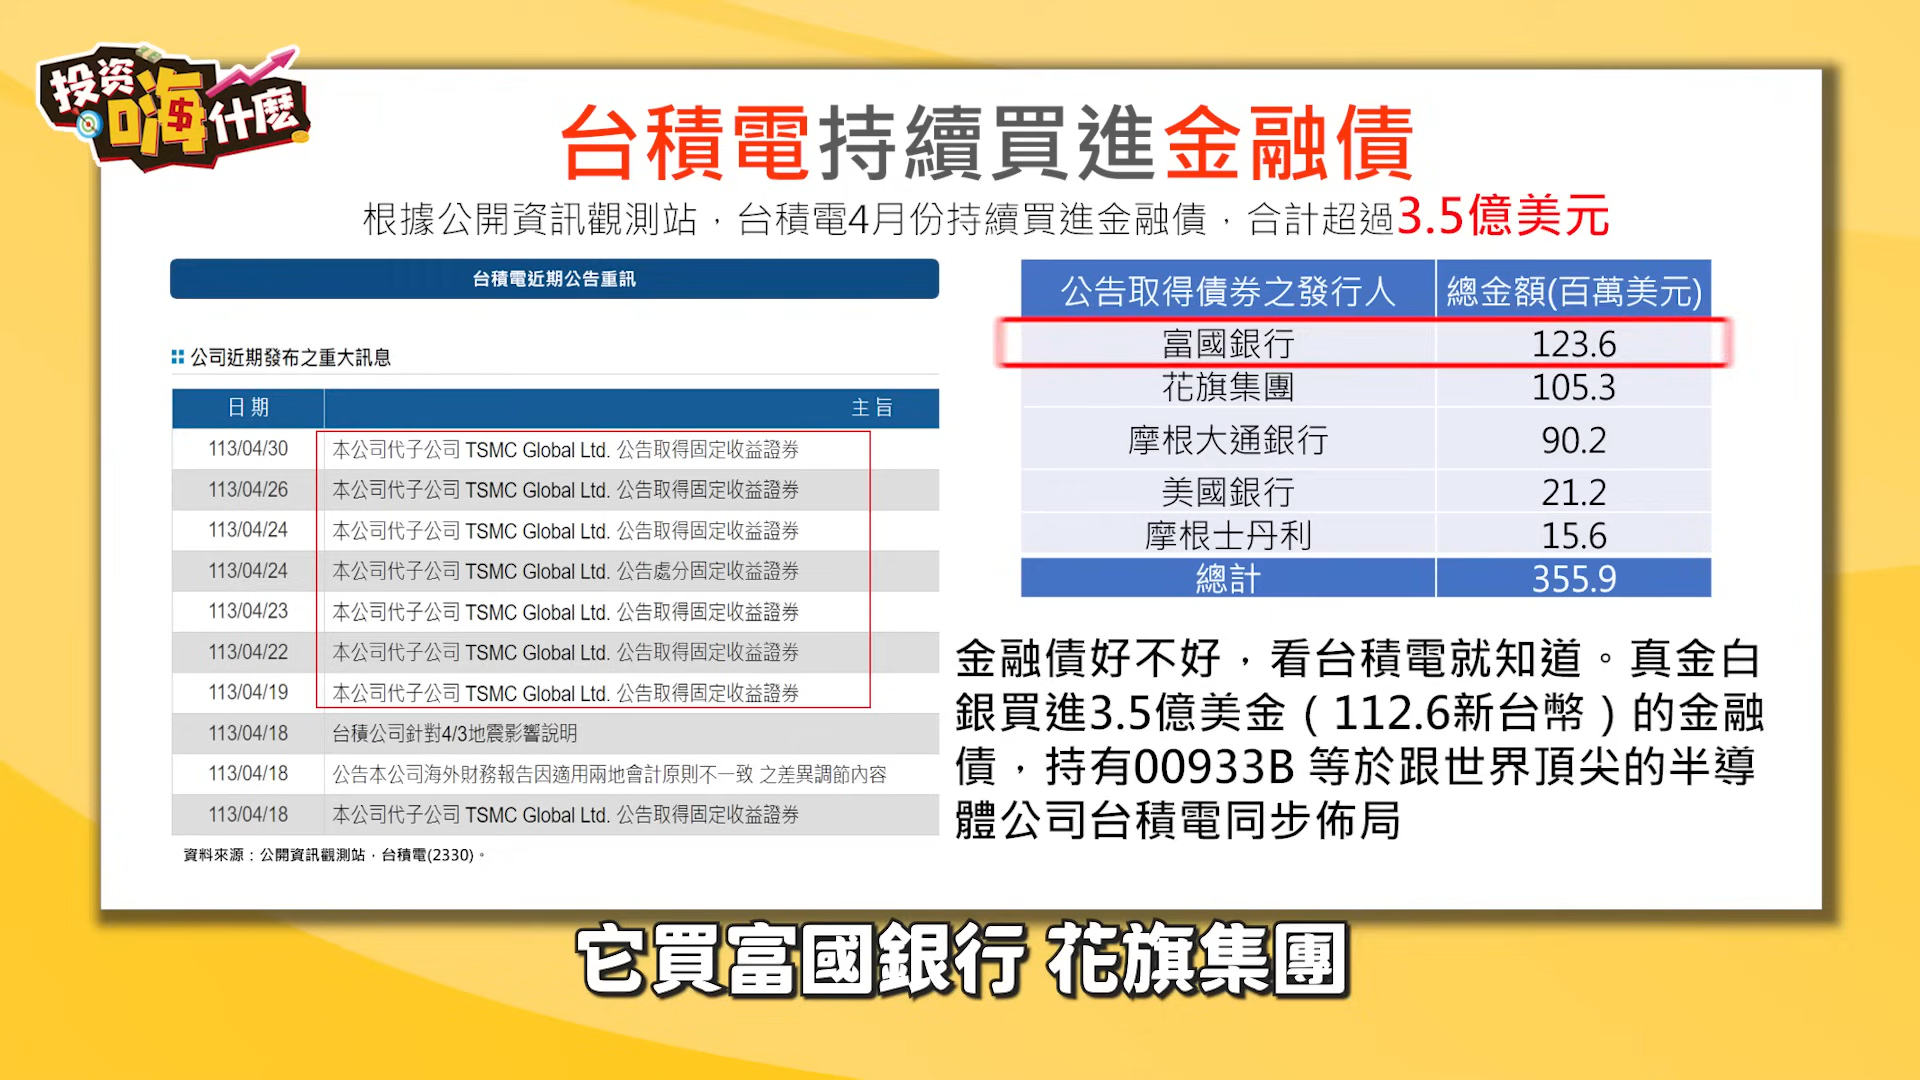 投資嗨什麼
台積電持續買進金融債
根據公開資訊觀測站，台積電4月份持續買進金融債，合計超過3.5億美元
台積電近期公告重訊
公司近期發布之重大訊息
日期 主旨
113/04/30 本公司代子公司 TSMC Global Ltd. 公告取得固定收益證券
113/04/26 本公司代子公司 TSMC Global Ltd. 公告取得固定收益證券
113/04/24 本公司代子公司 TSMC Global Ltd. 公告取得固定收益證券
113/04/24 本公司代子公司 TSMC Global Ltd. 公告處分固定收益證券
113/04/23 本公司代子公司 TSMC Global Ltd. 公告取得固定收益證券
113/04/22 本公司代子公司 TSMC Global Ltd. 公告取得固定收益證券
113/04/19 本公司代子公司 TSMC Global Ltd. 公告取得固定收益證券
113/04/18 台積公司針對4/3地震影響說明
113/04/18 公告本公司海外財務報告因適用兩地會計原則不一致 之差異調節內容
113/04/18 本公司代子公司 TSMC Global Ltd. 公告取得固定收益證券
資料來源：公開資訊觀測站，台積電(2330)。
公告取得債券之發行人 總金額(百萬美元)
富國銀行 123.6
花旗集團 105.3
摩根大通銀行 90.2
美國銀行 21.2
摩根士丹利 15.6
總計 355.9
金融債好不好，看台積電就知道。真金白
銀買進3.5億美金（112.6新台幣）的金融
債，持有00933B 等於跟世界頂尖的半導
體公司台積電同步佈局
它買富國銀行 花旗集團